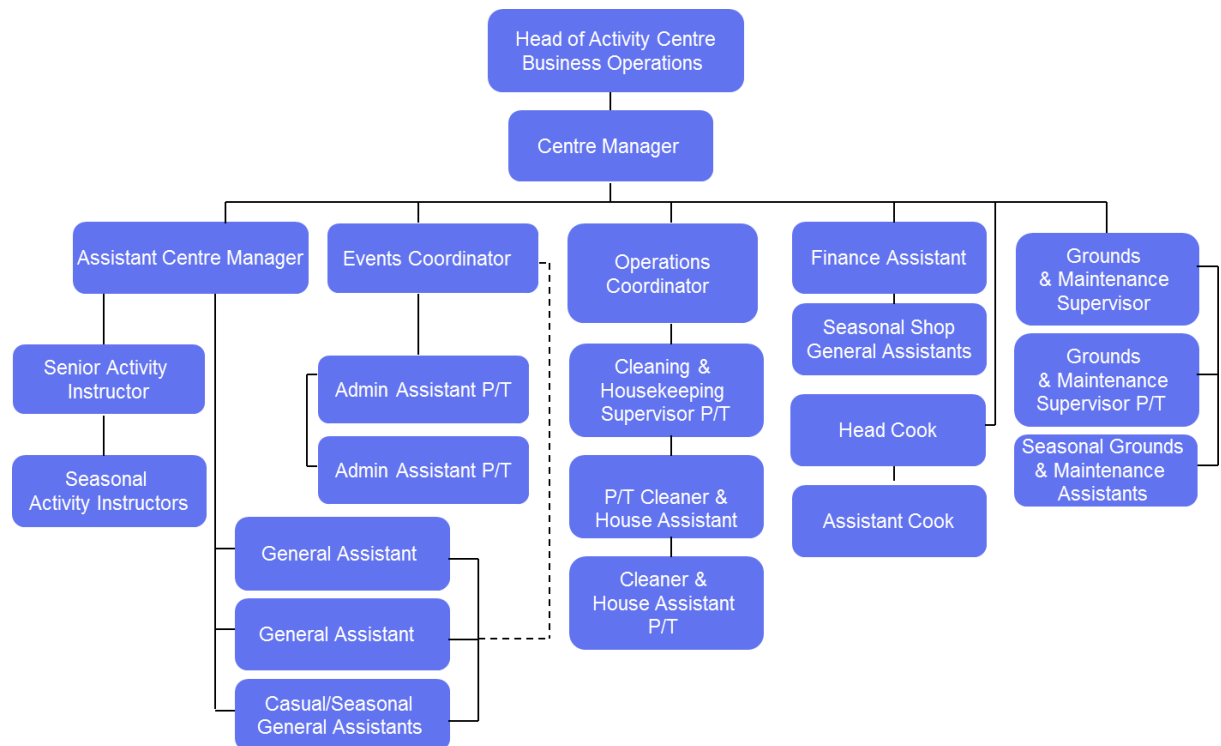 Head of Activity Centre
Business Operations
Centre Manager
Assistant Centre Manager
Events Coordinator
Operations
Coordinator
Finance Assistant
Grounds
& Maintenance
Supervisor
Senior Activity
Instructor
Seasonal
Activity Instructors
Admin Assistant P/T
Admin Assistant P/T
General Assistant
General Assistant
Casual/Seasonal
General Assistants
Cleaning &
Housekeeping
Supervisor P/T
P/T Cleaner &
House Assistant
Cleaner &
House Assistant
P/T
Seasonal Shop
General Assistants
Head Cook
Assistant Cook
Grounds
& Maintenance
Supervisor P/T
Seasonal Grounds
& Maintenance
Assistants